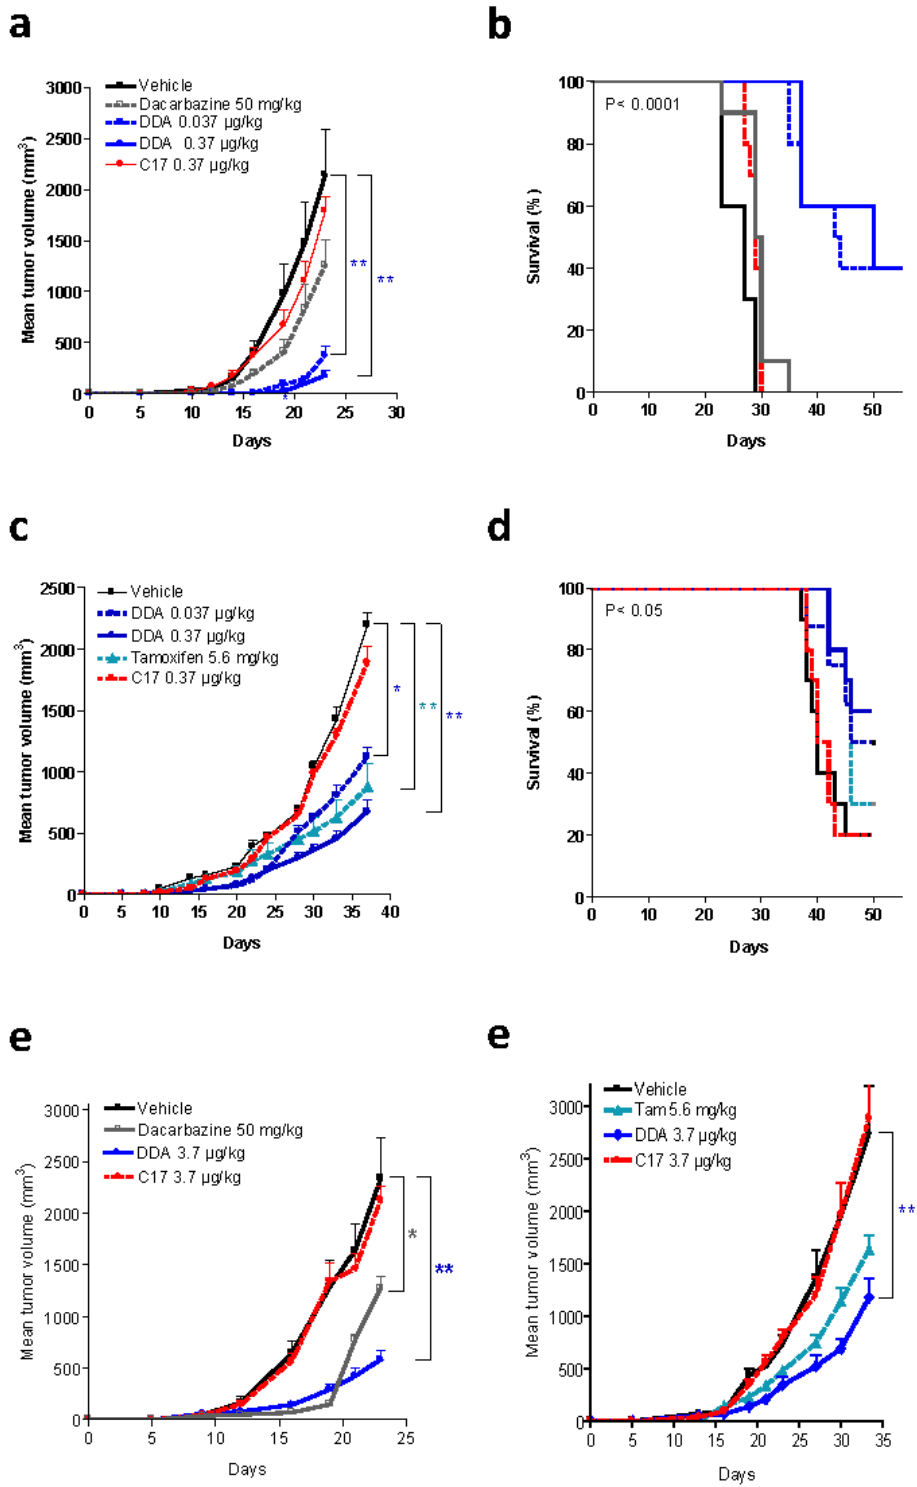 a
Vehicle
Dacarbazine 50 mg/kg
DDA 0.037 µg/kg
DDA 0.37 µg/kg
C17 0.37 µg/kg
Mean tumor volume (mm3)
3000
2500
2000
1500
1000
500
0
**
**
*
0 5 10 15 20 25 30
Days
b
P< 0.0001
Survival (%)
100
80
60
40
20
0
0 10 20 30 40 50
Days
c
Vehicle
DDA 0.037 µg/kg
DDA 0.37 µg/kg
Tamoxifen 5.6 mg/kg
C17 0.37 µg/kg
Mean tumor volume (mm3)
2500
2000
1500
1000
500
0
*
**
**
0 5 10 15 20 25 30 35 40
Days
d
P< 0.05
Survival (%)
100
80
60
40
20
0
0 10 20 30 40 50
Days
e
Vehicle
Dacarbazine 50 mg/kg
DDA 3.7 µg/kg
C17 3.7 µg/kg
Mean tumor volume (mm3)
3000
2500
2000
1500
1000
500
0
*
**
0 5 10 15 20 25
Days
e
Vehicle
Tam 5.6 mg/kg
DDA 3.7 µg/kg
C17 3.7 µg/kg
Mean tumor volume (mm3)
3000
2500
2000
1500
1000
500
0
**
0 5 10 15 20 25 30 35
Days